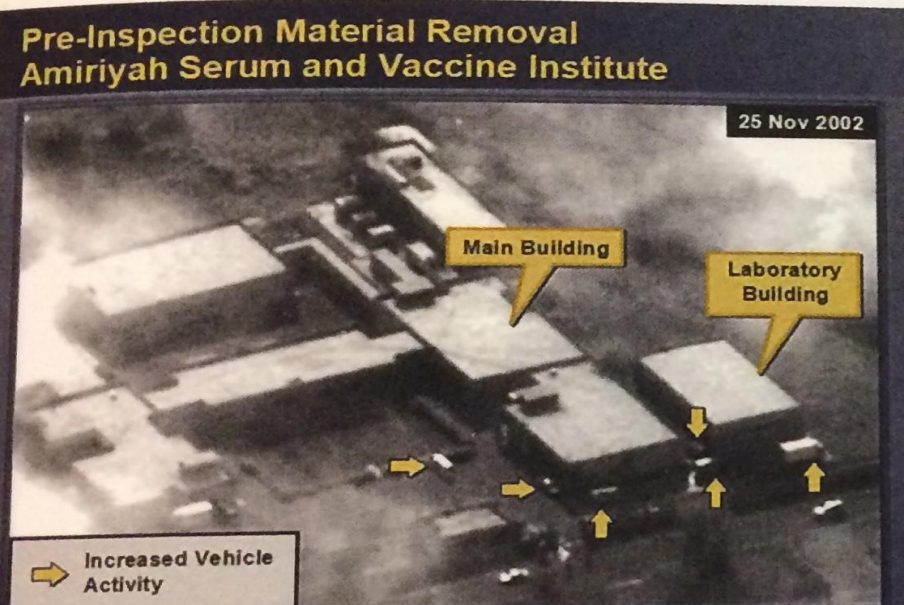 Pre-Inspection Material Removal
Amiriyah Serum and Vaccine Institute
25 Nov 2002
Main Building
Laboratory
Building
Increased Vehicle
Activity